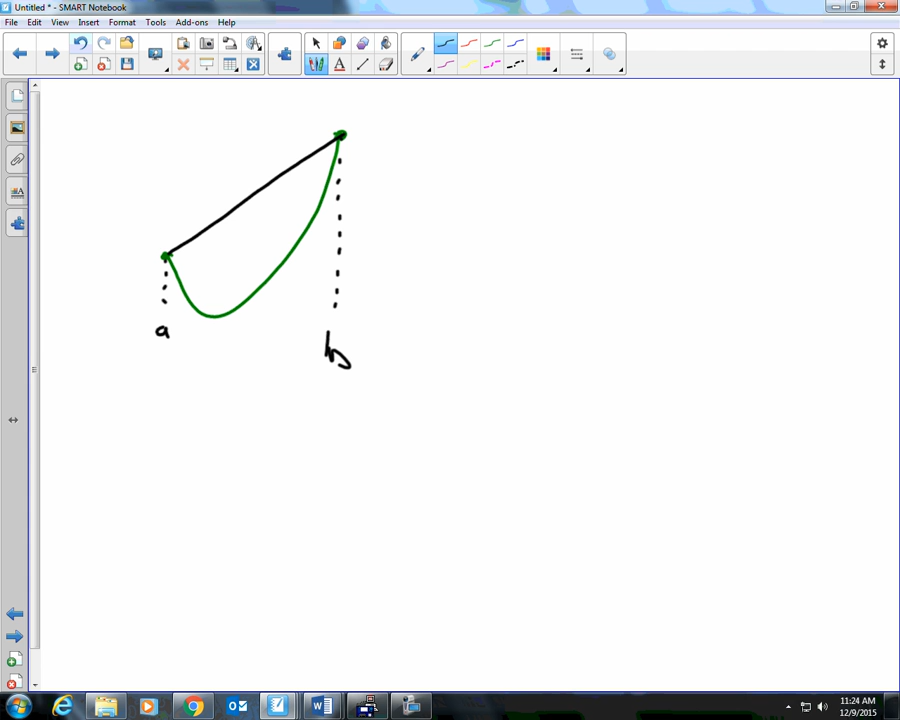 Untitled * - SMART Notebook
File Edit View Insert Format Tools Add-ons Help
a
b
11:24 AM
12/9/2015